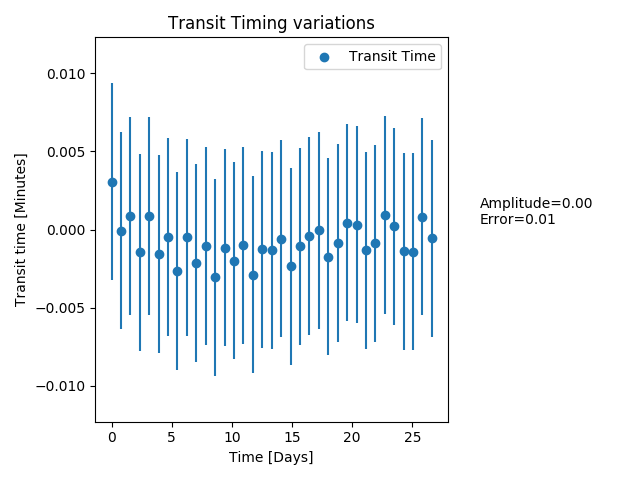 Transit Timing variations
Transit Time
0.010
0.005
0.000
−0.005
−0.010
Transit time [Minutes]
0
5
10
15
20
25
Time [Days]
Amplitude=0.00
Error=0.01